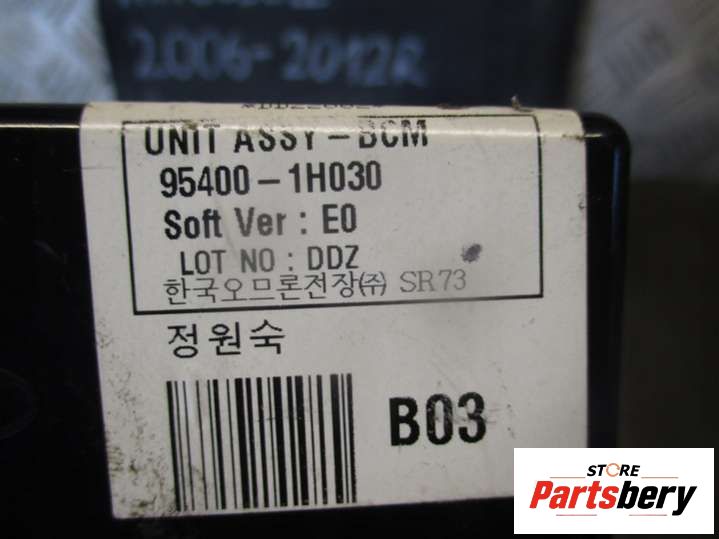 2006-2012R
UNIT ASSY-BCM
95400-1H030
Soft Ver : E0
LOT NO : DDZ
한국오므론전장㈜ SR73
정원숙
B03
STORE
Partsbery